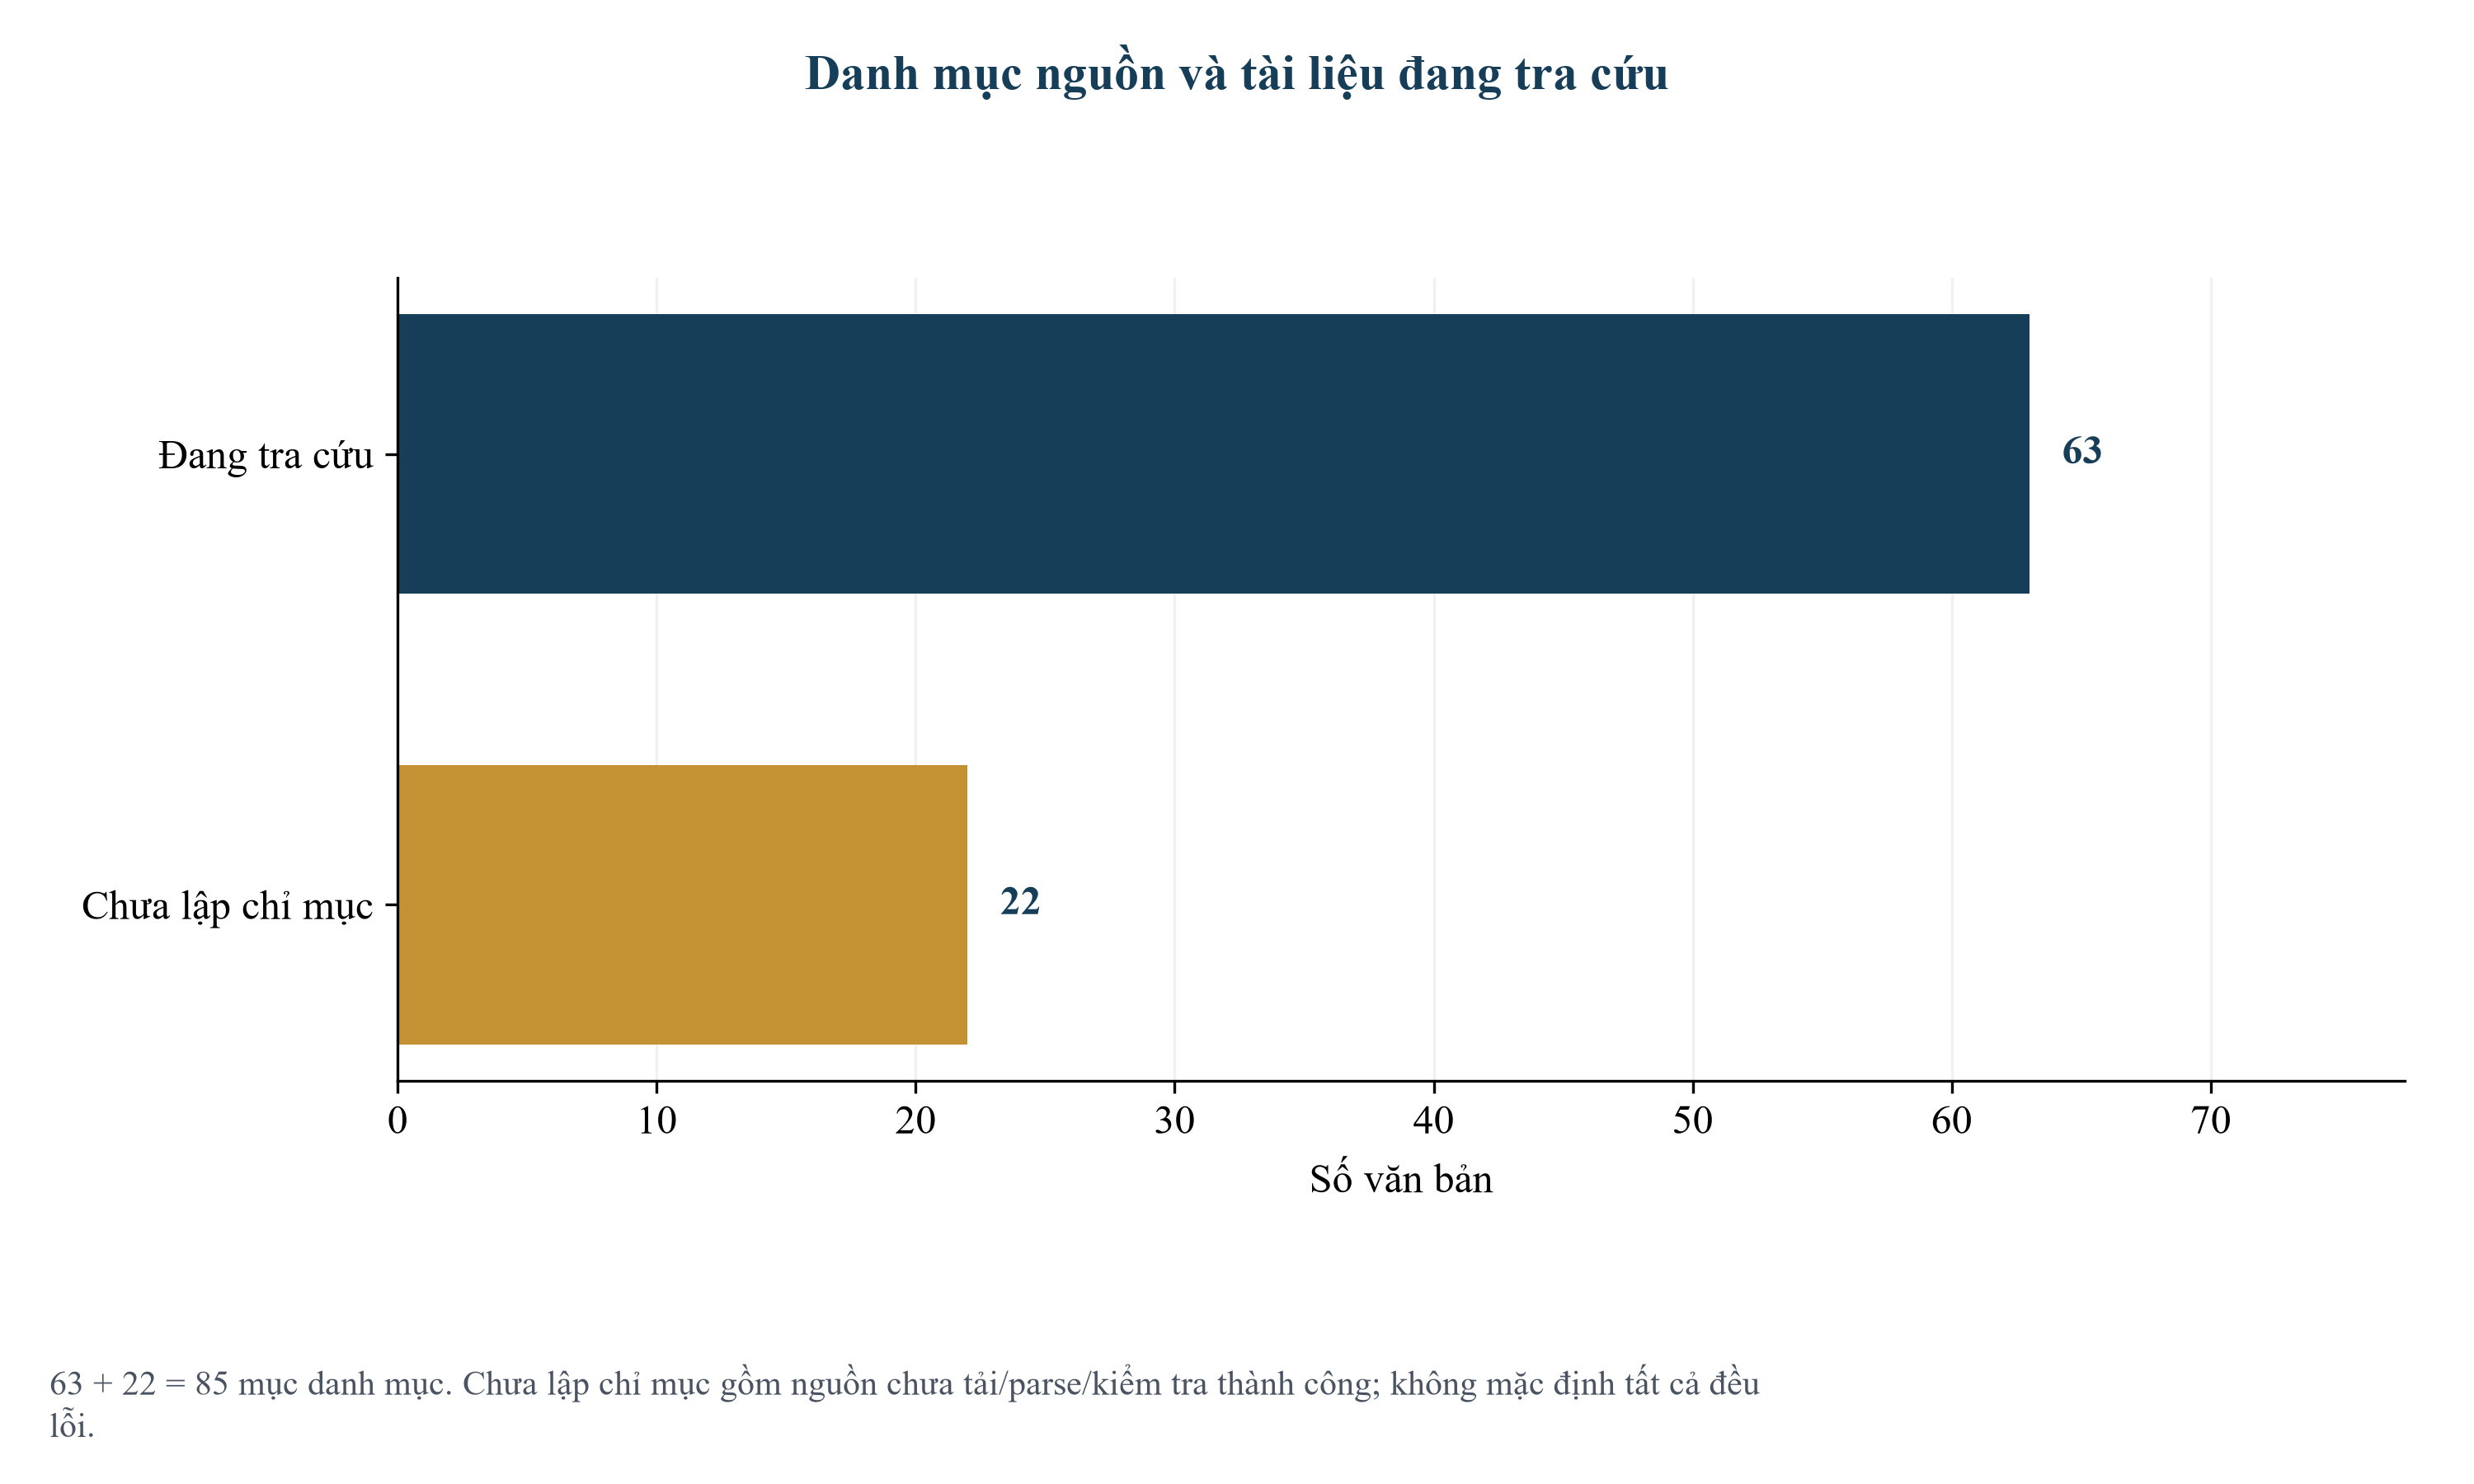 Danh mục nguồn và tài liệu đang tra cứu
Đang tra cứu
63
Chưa lập chỉ mục
22
0 10 20 30 40 50 60 70
Số văn bản
63 + 22 = 85 mục danh mục. Chưa lập chỉ mục gồm nguồn chưa tải/parse/kiểm tra thành công; không mặc định tất cả đều
lỗi.